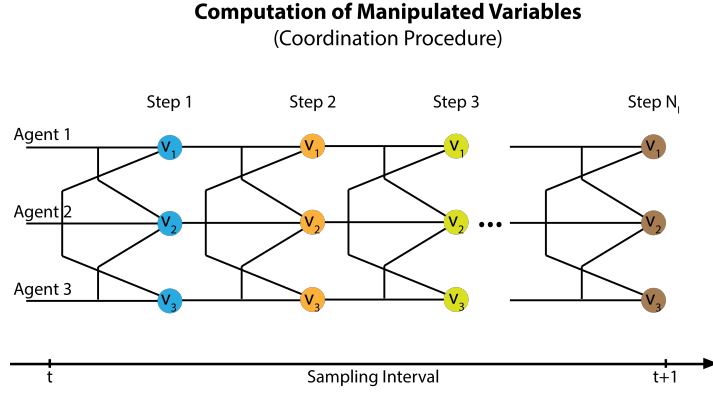 Computation of Manipulated Variables
(Coordination Procedure)
Step 1 Step 2 Step 3 Step Nl
Agent 1 V1 V1 V1 V1
Agent 2 V2 V2 V2 ... V2
Agent 3 V3 V3 V3 V3
t Sampling Interval t+1